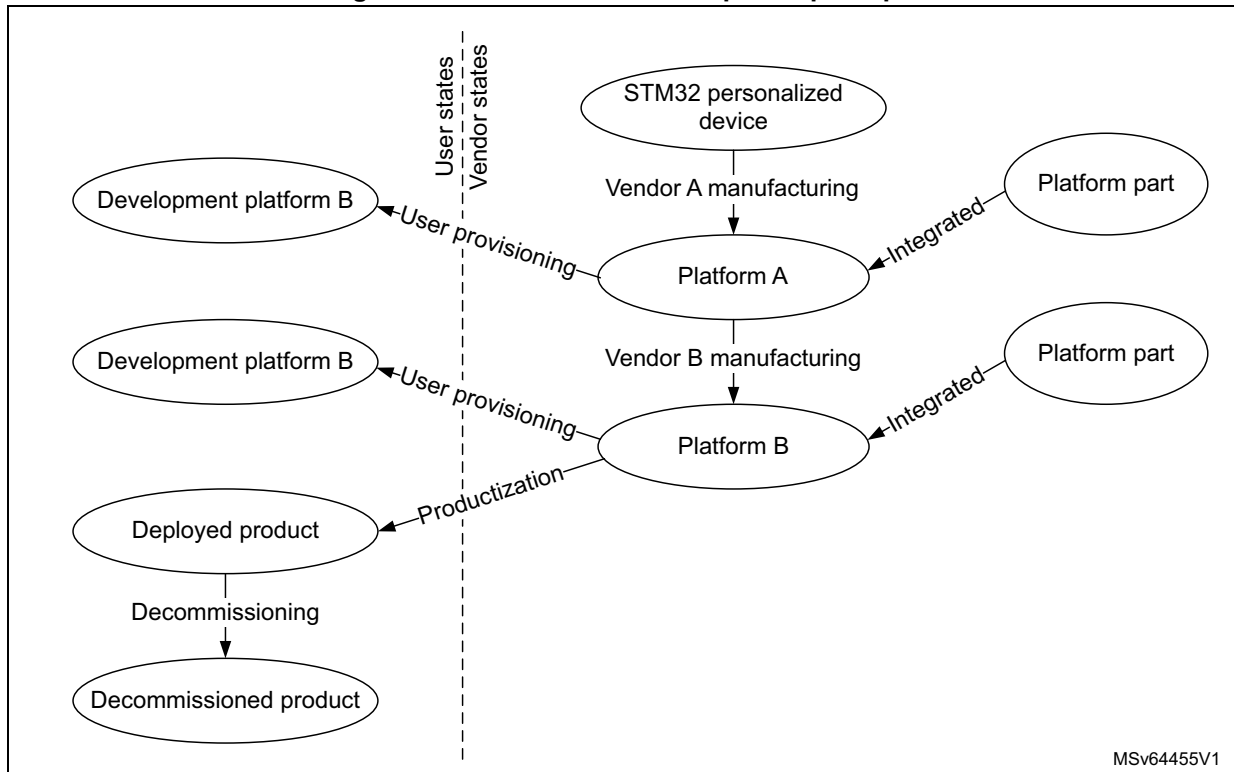 User states
Vendor states
STM32 personalized
device
Vendor A manufacturing
Platform part
Development platform B
User provisioning
Integrated
Platform A
Vendor B manufacturing
Platform part
Development platform B
User provisioning
Integrated
Platform B
Productization
Deployed product
Decommissioning
Decommissioned product
MSv64455V1